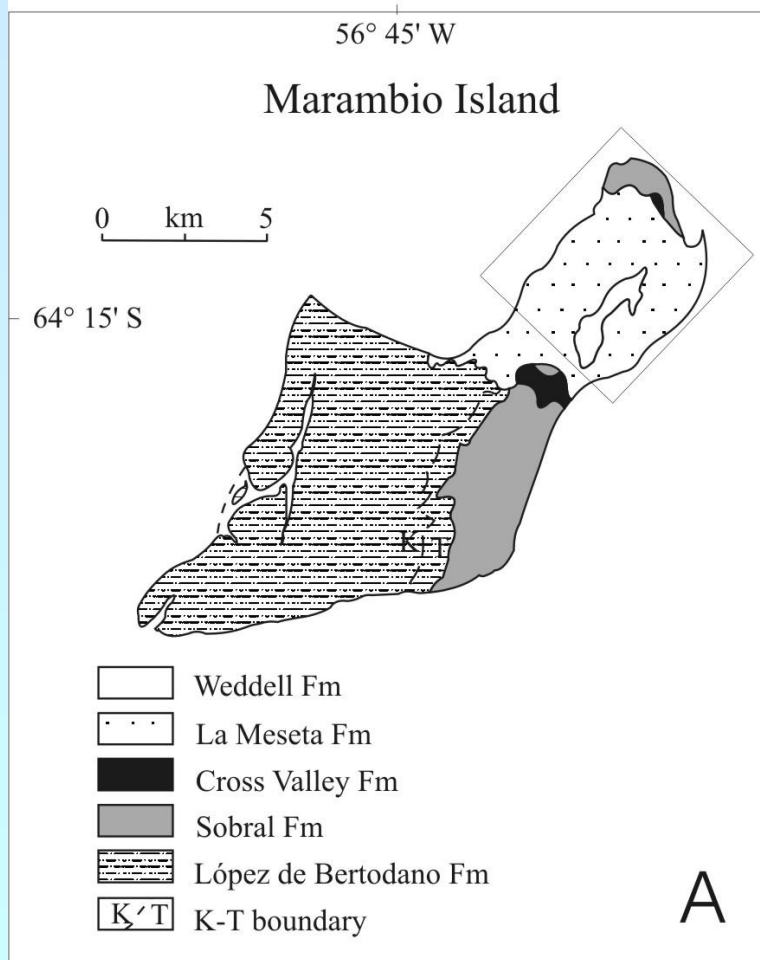 56° 45' W
Marambio Island
0 km 5
64° 15' S
K T
Weddell Fm
La Meseta Fm
Cross Valley Fm
Sobral Fm
López de Bertodano Fm
K T K-T boundary
A